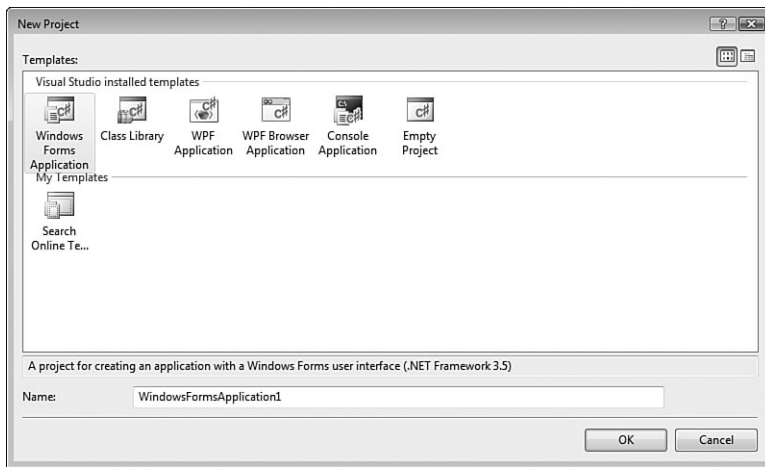 New Project
Templates:
Visual Studio installed templates
Windows Forms Application
Class Library
WPF Application
WPF Browser Application
Console Application
Empty Project
My Templates
Search Online Te...
A project for creating an application with a Windows Forms user interface (.NET Framework 3.5)
Name:
WindowsFormsApplication1
OK
Cancel